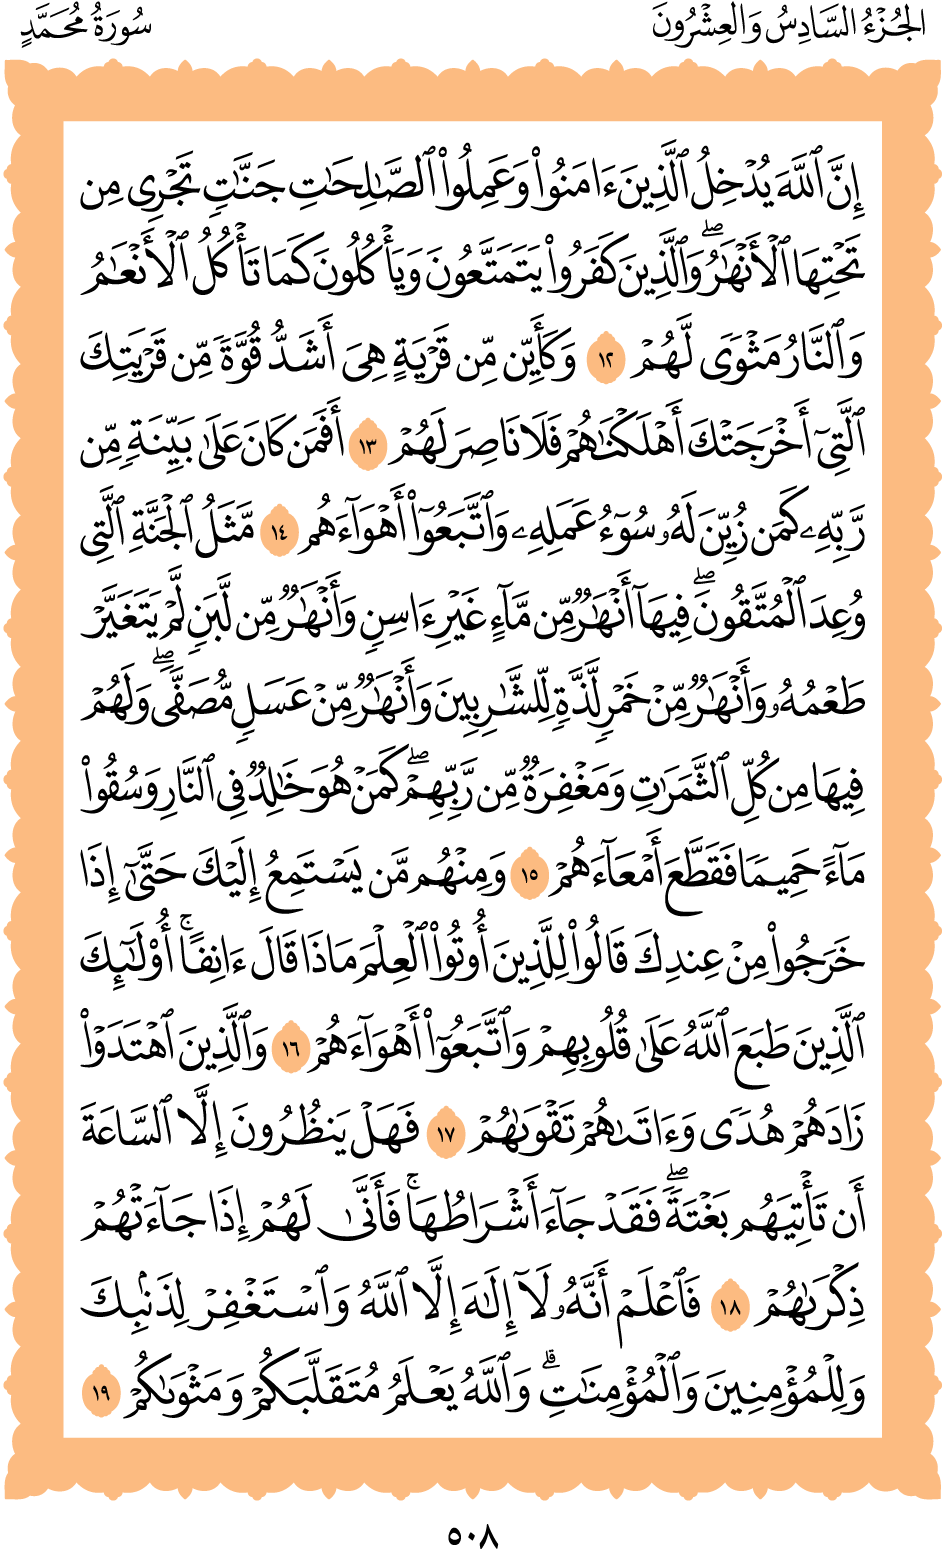 الجُزْءُ السَّادِسُ وَالْعِشْرُونَ
سُورَةُ مُحَمَّدٍ
إِنَّ ٱللَّهَ يُدْخِلُ ٱلَّذِينَ ءَامَنُوا۟ وَعَمِلُوا۟ ٱلصَّٰلِحَٰتِ جَنَّٰتٍ تَجْرِى مِن
تَحْتِهَا ٱلْأَنْهَٰرُ ۖ وَٱلَّذِينَ كَفَرُوا۟ يَتَمَتَّعُونَ وَيَأْكُلُونَ كَمَا تَأْكُلُ ٱلْأَنْعَٰمُ
وَٱلنَّارُ مَثْوًى لَّهُمْ ١٢ وَكَأَيِّن مِّن قَرْيَةٍ هِىَ أَشَدُّ قُوَّةً مِّن قَرْيَتِكَ
ٱلَّتِىٓ أَخْرَجَتْكَ أَهْلَكْنَٰهُمْ فَلَا نَاصِرَ لَهُمْ ١٣ أَفَمَن كَانَ عَلَىٰ بَيِّنَةٍ مِّن
رَّبِّهِۦ كَمَن زُيِّنَ لَهُۥ سُوٓءُ عَمَلِهِۦ وَٱتَّبَعُوٓا۟ أَهْوَآءَهُم ١٤ مَّثَلُ ٱلْجَنَّةِ ٱلَّتِى
وُعِدَ ٱلْمُتَّقُونَ ۖ فِيهَآ أَنْهَٰرٌ مِّن مَّآءٍ غَيْرِ ءَاسِنٍ وَأَنْهَٰرٌ مِّن لَّبَنٍ لَّمْ يَتَغَيَّرْ
طَعْمُهُۥ وَأَنْهَٰرٌ مِّنْ خَمْرٍ لَّذَّةٍ لِّلشَّٰرِبِينَ وَأَنْهَٰرٌ مِّنْ عَسَلٍ مُّصَفًّى ۖ وَلَهُمْ
فِيهَا مِن كُلِّ ٱلثَّمَرَٰتِ وَمَغْفِرَةٌ مِّن رَّبِّهِمْ ۖ كَمَنْ هُوَ خَٰلِدٌ فِى ٱلنَّارِ وَسُقُوا۟
مَآءً حَمِيمًا فَقَطَّعَ أَمْعَآءَهُمْ ١٥ وَمِنْهُم مَّن يَسْتَمِعُ إِلَيْكَ حَتَّىٰٓ إِذَا
خَرَجُوا۟ مِنْ عِندِكَ قَالُوا۟ لِلَّذِينَ أُوتُوا۟ ٱلْعِلْمَ مَاذَا قَالَ ءَانِفًا ۚ أُو۟لَٰٓئِكَ
ٱلَّذِينَ طَبَعَ ٱللَّهُ عَلَىٰ قُلُوبِهِمْ وَٱتَّبَعُوٓا۟ أَهْوَآءَهُمْ ١٦ وَٱلَّذِينَ ٱهْتَدَوْا۟
زَادَهُمْ هُدًى وَءَاتَىٰهُمْ تَقْوَىٰهُمْ ١٧ فَهَلْ يَنظُرُونَ إِلَّا ٱلسَّاعَةَ
أَن تَأْتِيَهُم بَغْتَةً ۖ فَقَدْ جَآءَ أَشْرَاطُهَا ۚ فَأَنَّىٰ لَهُمْ إِذَا جَآءَتْهُمْ
ذِكْرَىٰهُمْ ١٨ فَٱعْلَمْ أَنَّهُۥ لَآ إِلَٰهَ إِلَّا ٱللَّهُ وَٱسْتَغْفِرْ لِذَنۢبِكَ
وَلِلْمُؤْمِنِينَ وَٱلْمُؤْمِنَٰتِ ۗ وَٱللَّهُ يَعْلَمُ مُتَقَلَّبَكُمْ وَمَثْوَىٰكُمْ ١٩
٥٠٨